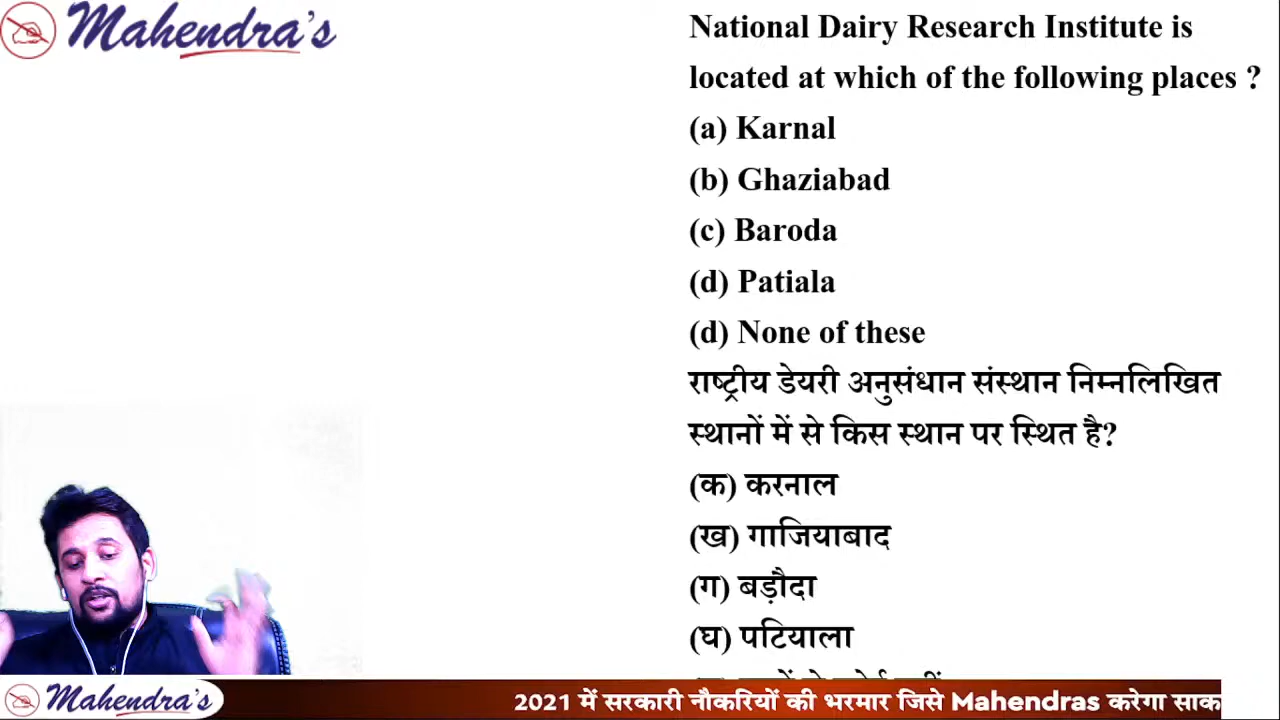 Mahendra's
National Dairy Research Institute is
located at which of the following places ?
(a) Karnal
(b) Ghaziabad
(c) Baroda
(d) Patiala
(d) None of these
राष्ट्रीय डेयरी अनुसंधान संस्थान निम्नलिखित
स्थानों में से किस स्थान पर स्थित है?
(क) करनाल
(ख) गाजियाबाद
(ग) बड़ौदा
(घ) पटियाला
Mahendra's
2021 में सरकारी नौकरियों की भरमार जिसे Mahendras करेगा साक